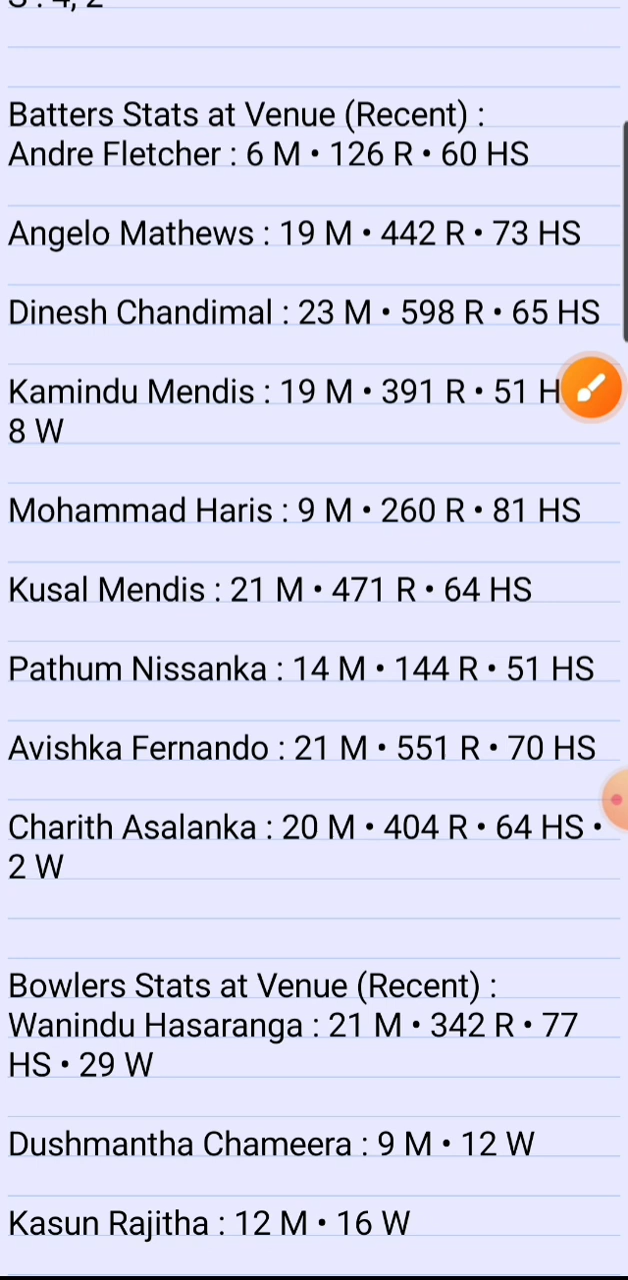 Batters Stats at Venue (Recent) :
Andre Fletcher : 6 M • 126 R • 60 HS
Angelo Mathews : 19 M • 442 R • 73 HS
Dinesh Chandimal : 23 M • 598 R • 65 HS
Kamindu Mendis : 19 M • 391 R • 51 H
8 W
Mohammad Haris : 9 M • 260 R • 81 HS
Kusal Mendis : 21 M • 471 R • 64 HS
Pathum Nissanka : 14 M • 144 R • 51 HS
Avishka Fernando : 21 M • 551 R • 70 HS
Charith Asalanka : 20 M • 404 R • 64 HS •
2 W
Bowlers Stats at Venue (Recent) :
Wanindu Hasaranga : 21 M • 342 R • 77
HS • 29 W
Dushmantha Chameera : 9 M • 12 W
Kasun Rajitha : 12 M • 16 W